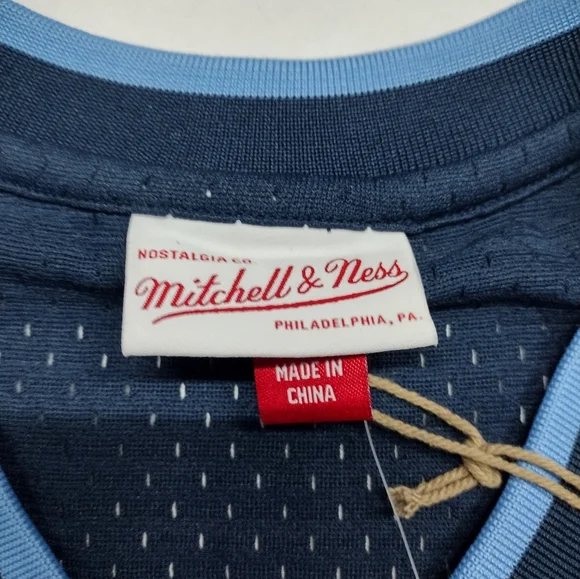 NOSTALGIA CO.
Mitchell & Ness
PHILADELPHIA, PA.
MADE IN
CHINA